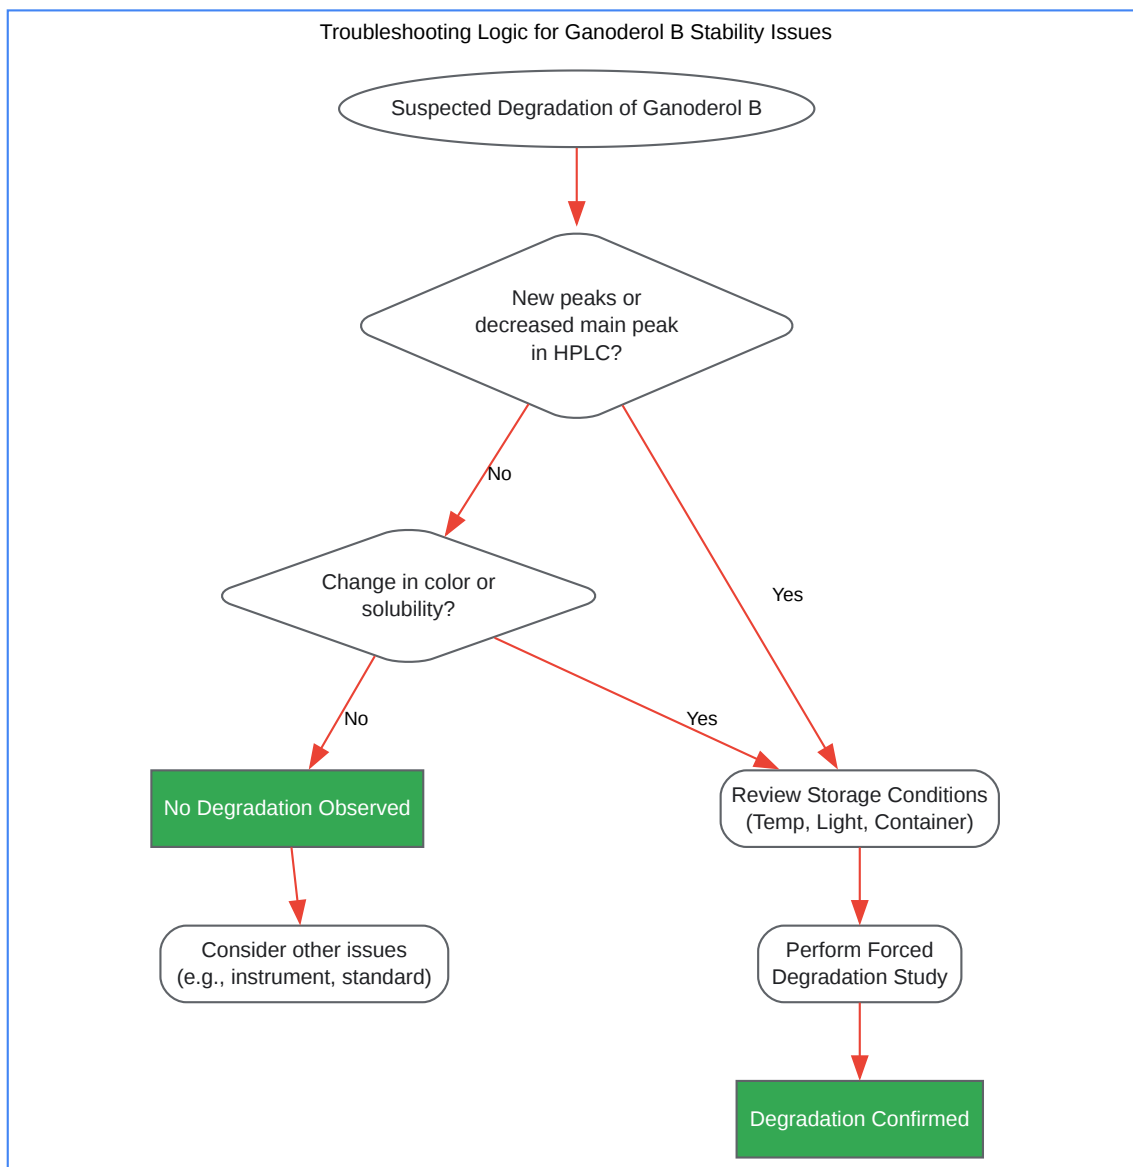 Troubleshooting Logic for Ganoderol B Stability Issues
Suspected Degradation of Ganoderol B
New peaks or
decreased main peak
in HPLC?
No
Yes
Change in color or
solubility?
No
Yes
No Degradation Observed
Review Storage Conditions
(Temp, Light, Container)
Consider other issues
(e.g., instrument, standard)
Perform Forced
Degradation Study
Degradation Confirmed